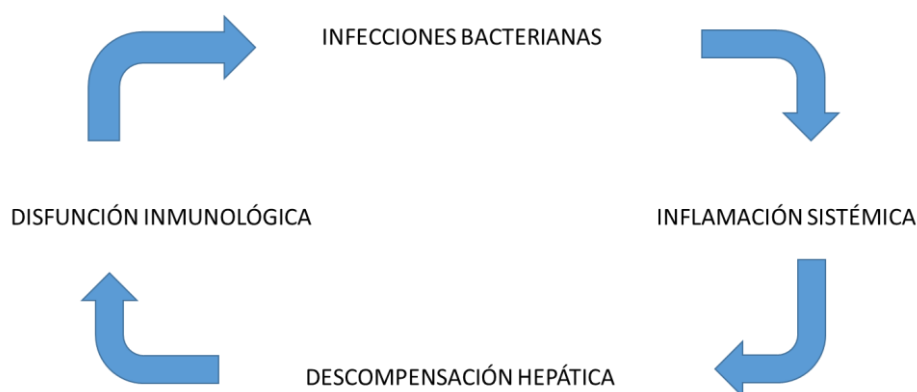 INFECCIONES BACTERIANAS
DISFUNCIÓN INMUNOLÓGICA
INFLAMACIÓN SISTÉMICA
DESCOMPENSACIÓN HEPÁTICA